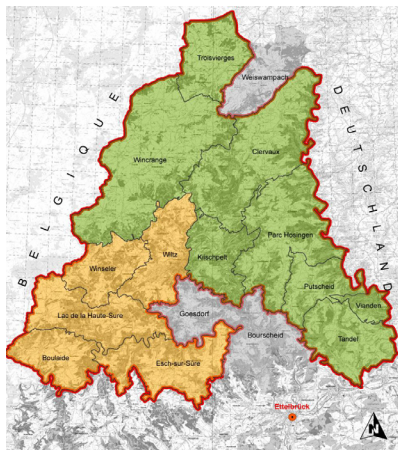 Troisvierges
Weiswampach
BELGIQUE
DEUTSCHLAND
Clervaux
Wincrange
Parc Hosingen
Wiltz
Kiischpelt
Winseler
Putscheid
Vianden
Lac de la Haute-Sûre
Goesdorf
Bourscheid
Tandel
Boulaide
Esch-sur-Sûre
Ettelbrück
N